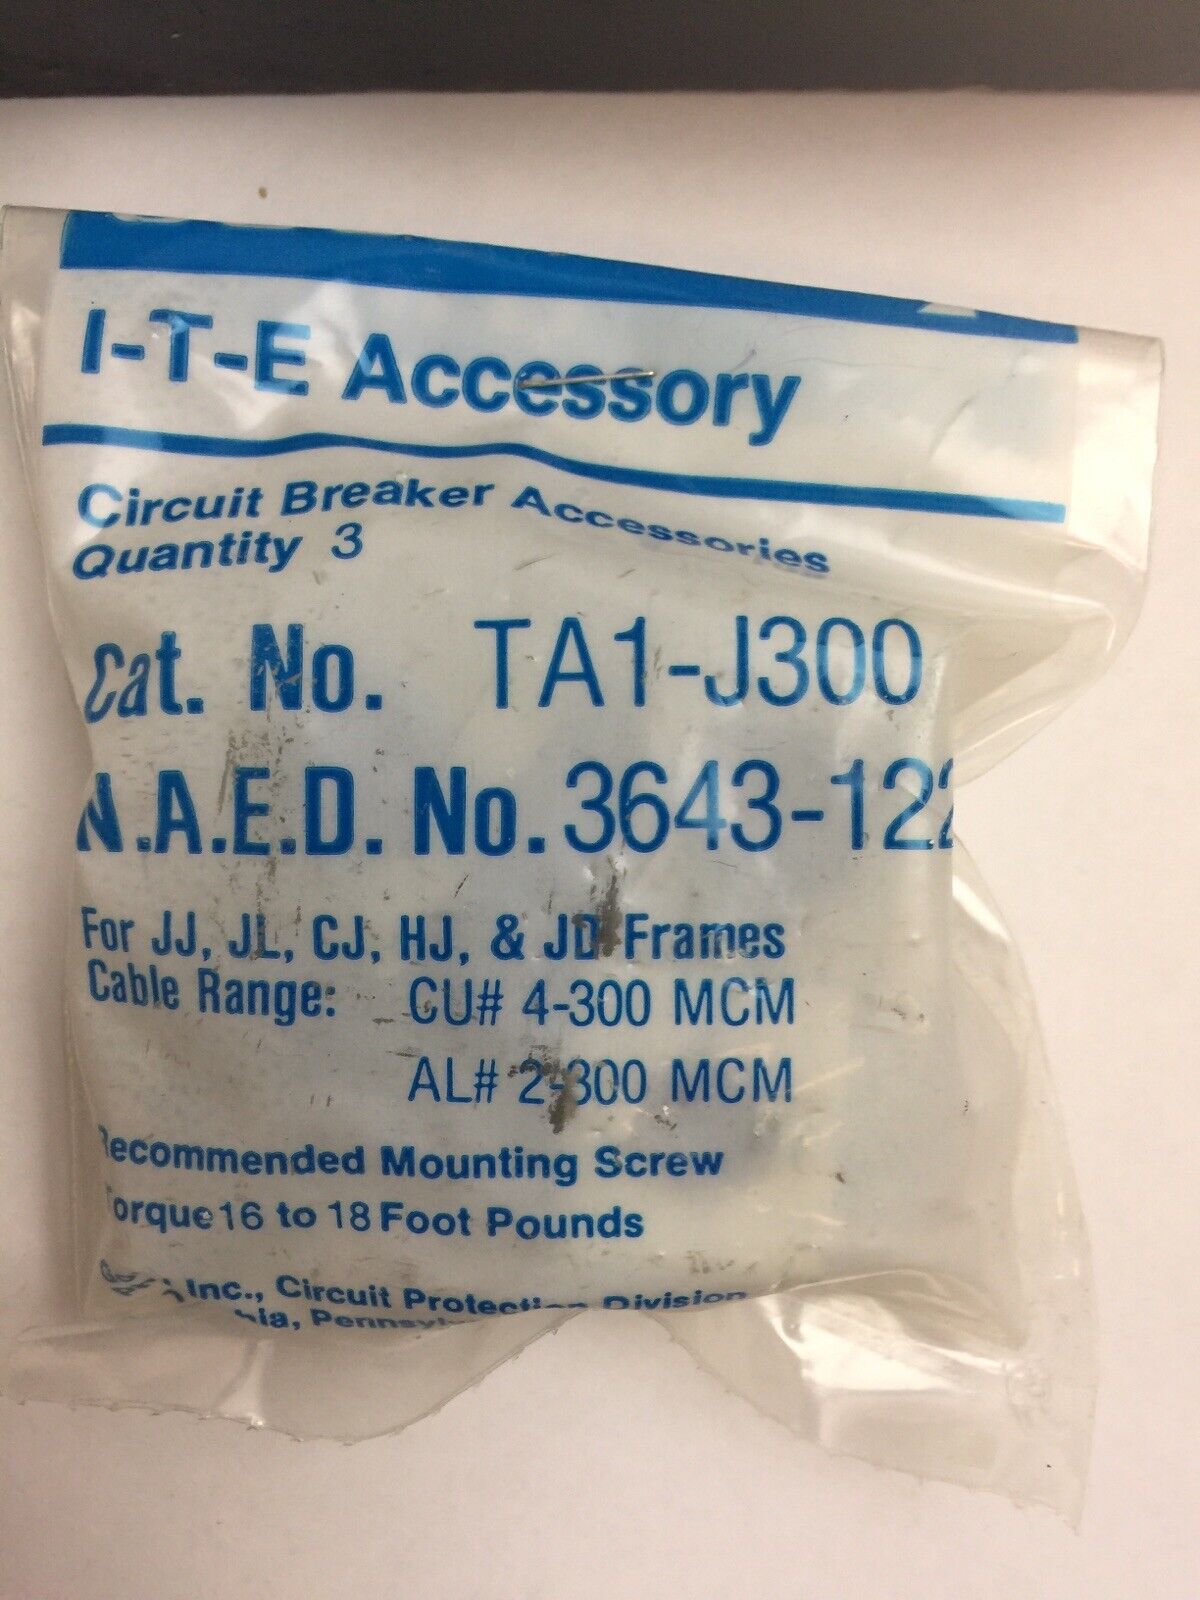 I-T-E Accessory
Circuit Breaker Accessories
Quantity 3
Cat. No. TA1-J300
N.A.E.D. No. 3643-122
For JJ, JL, CJ, HJ, & JD Frames
Cable Range: CU# 4-300 MCM
AL# 2-300 MCM
Recommended Mounting Screw
Torque 16 to 18 Foot Pounds
Inc., Circuit Protection Division